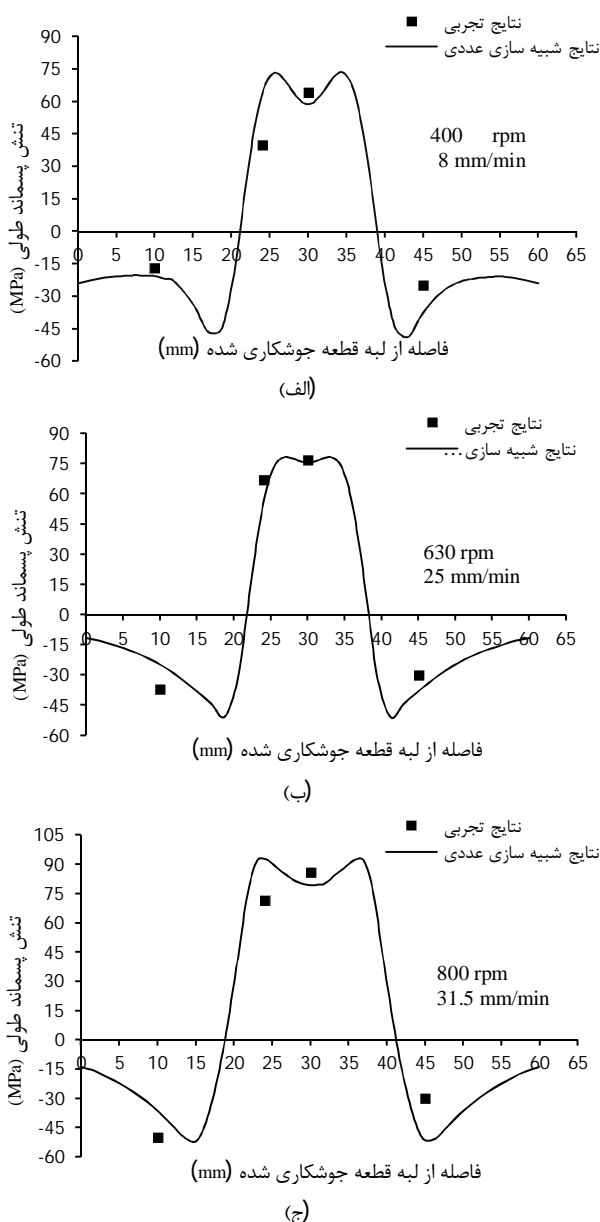 نتایج تجربی
نتایج شبیه سازی عددی
400 rpm
8 mm/min
90
75
60
45
30
15
0
-15
-30
-45
-60
0 5 10 15 20 25 30 35 40 45 50 55 60 65
تنش پسماند طولی (MPa)
فاصله از لبه قطعه جوشکاری شده (mm)
(الف)
نتایج تجربی
نتایج شبیه سازی...
630 rpm
25 mm/min
90
75
60
45
30
15
0
-15
-30
-45
-60
0 5 10 15 20 25 30 35 40 45 50 55 60 65
تنش پسماند طولی (MPa)
فاصله از لبه قطعه جوشکاری شده (mm)
(ب)
نتایج تجربی
نتایج شبیه سازی عددی
800 rpm
31.5 mm/min
105
90
75
60
45
30
15
0
-15
-30
-45
-60
0 5 10 15 20 25 30 35 40 45 50 55 60 65
تنش پسماند طولی (MPa)
فاصله از لبه قطعه جوشکاری شده (mm)
(ج)